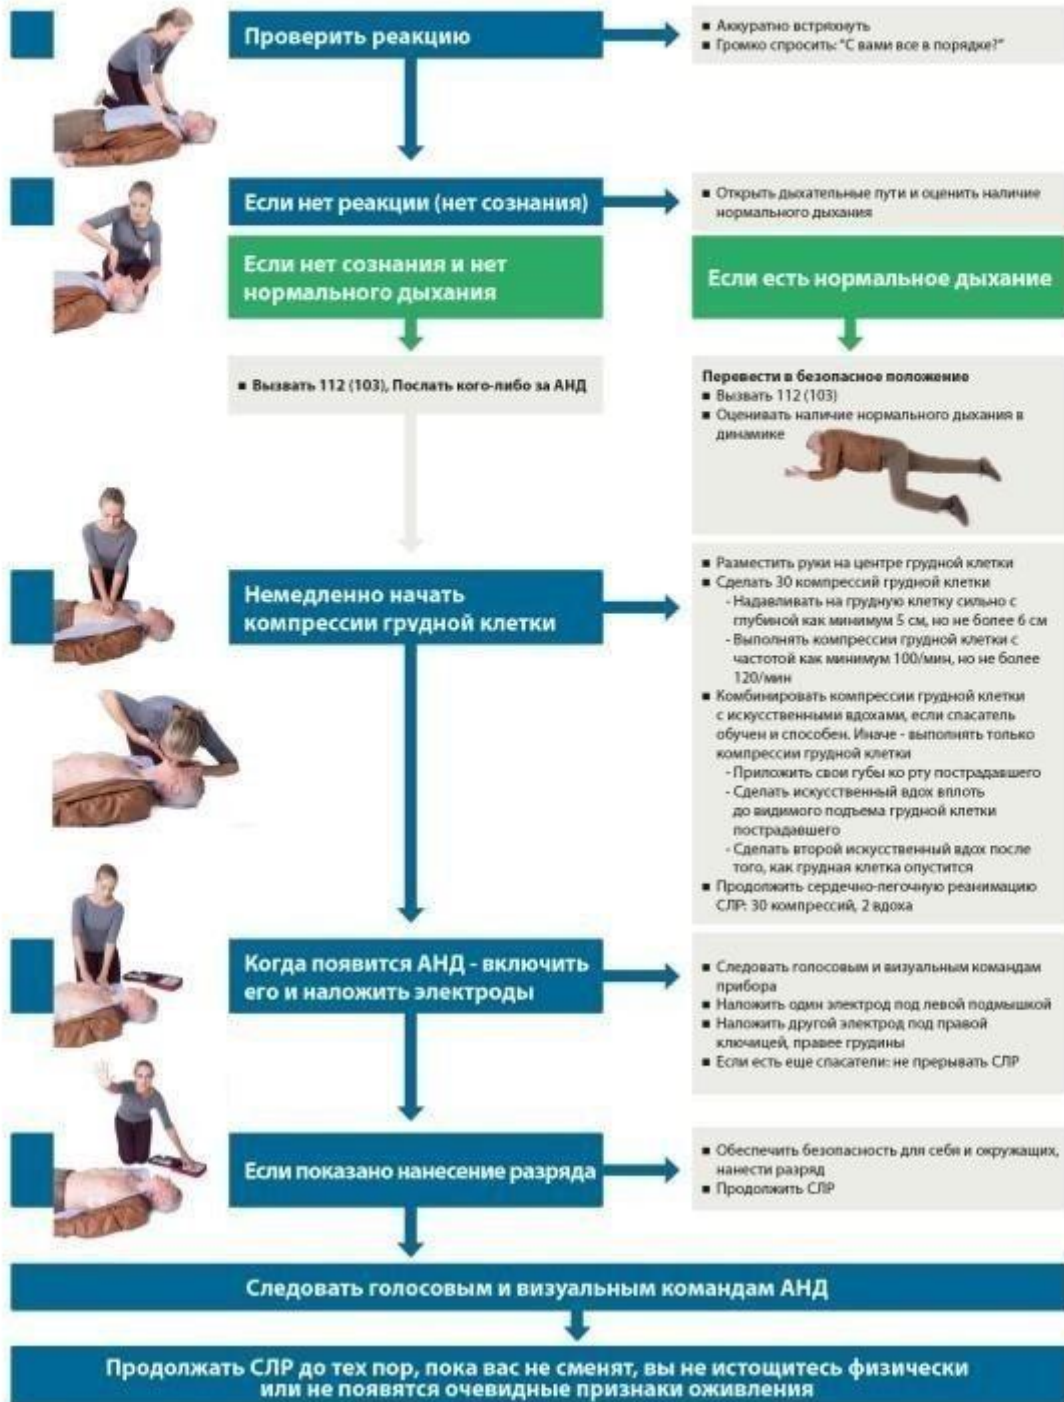 Проверить реакцию
■ Аккуратно встряхнуть
■ Громко спросить: "С вами все в порядке?"
Если нет реакции (нет сознания)
■ Открыть дыхательные пути и оценить наличие
нормального дыхания
Если нет сознания и нет
нормального дыхания
Если есть нормальное дыхание
■ Вызвать 112 (103), Послать кого-либо за АНД
Перевести в безопасное положение
■ Вызвать 112 (103)
■ Оценивать наличие нормального дыхания в
динамике
Немедленно начать
компрессии грудной клетки
■ Разместить руки на центре грудной клетки
■ Сделать 30 компрессий грудной клетки
- Надавливать на грудную клетку сильно с
глубиной как минимум 5 см, но не более 6 см
- Выполнять компрессии грудной клетки с
частотой как минимум 100/мин, но не более
120/мин
■ Комбинировать компрессии грудной клетки
с искусственными вдохами, если спасатель
обучен и способен. Иначе - выполнять только
компрессии грудной клетки
- Приложить свои губы ко рту пострадавшего
- Сделать искусственный вдох вплоть
до видимого подъема грудной клетки
пострадавшего
- Сделать второй искусственный вдох после
того, как грудная клетка опустится
■ Продолжить сердечно-легочную реанимацию
СЛР: 30 компрессий, 2 вдоха
Когда появится АНД - включить
его и наложить электроды
■ Следовать голосовым и визуальным командам
прибора
■ Наложить один электрод под левой подмышкой
■ Наложить другой электрод под правой
ключицей, правее грудины
■ Если есть еще спасатели: не прерывать СЛР
Если показано нанесение разряда
■ Обеспечить безопасность для себя и окружащих,
нанести разряд
■ Продолжить СЛР
Следовать голосовым и визуальным командам АНД
Продолжать СЛР до тех пор, пока вас не сменят, вы не истощитесь физически
или не появятся очевидные признаки оживления